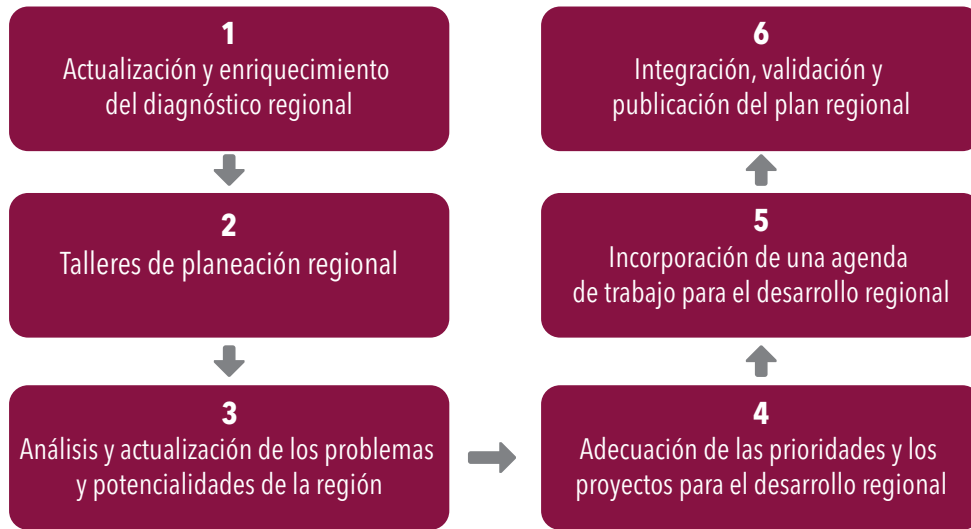 1
Actualización y enriquecimiento
del diagnóstico regional
2
Talleres de planeación regional
3
Análisis y actualización de los problemas
y potencialidades de la región
4
Adecuación de las prioridades y los
proyectos para el desarrollo regional
5
Incorporación de una agenda
de trabajo para el desarrollo regional
6
Integración, validación y
publicación del plan regional